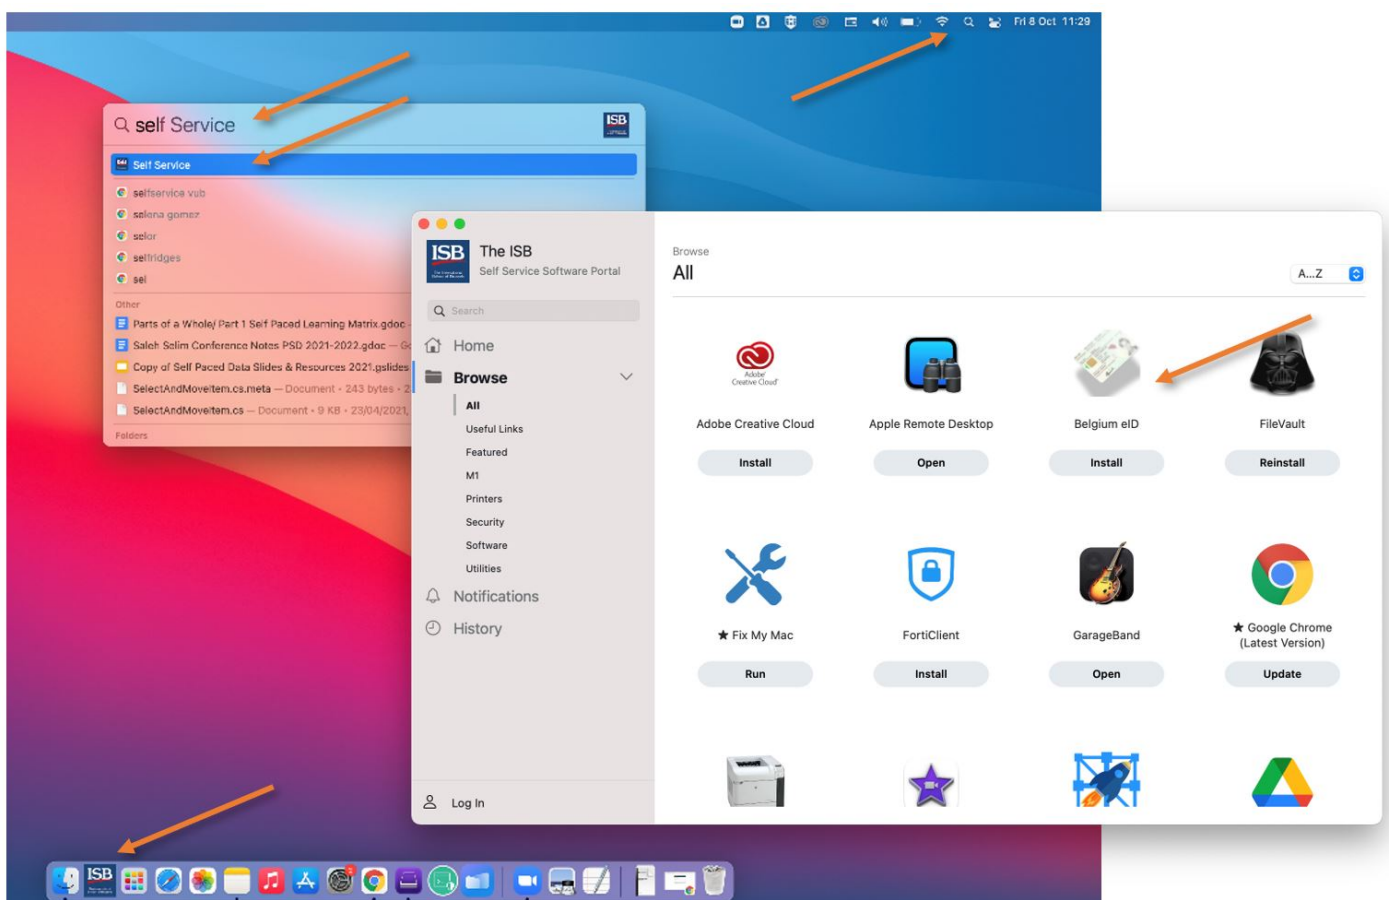 Fri 8 Oct 11:29
self Service
ISB
Self Service
selfservice vub
selena gomez
selor
selfridges
sel
Other
Parts of a Whole/ Part 1 Self Paced Learning Matrix.gdoc
Saleh Selim Conference Notes PSD 2021-2022.gdoc — G
Copy of Self Paced Data Slides & Resources 2021.gslides
SelectAndMoveItem.cs.meta — Document · 243 bytes · 2
SelectAndMoveItem.cs — Document · 9 KB · 23/04/2021,
Folders
ISB
The ISB
Self Service Software Portal
Search
Home
Browse
All
Useful Links
Featured
M1
Printers
Security
Software
Utilities
Notifications
History
Log In
Browse
All
A...Z
Adobe
Creative Cloud
Adobe Creative Cloud
Apple Remote Desktop
Belgium eID
FileVault
Install
Open
Install
Reinstall
★ Fix My Mac
FortiClient
GarageBand
★ Google Chrome
(Latest Version)
Run
Install
Open
Update
ISB